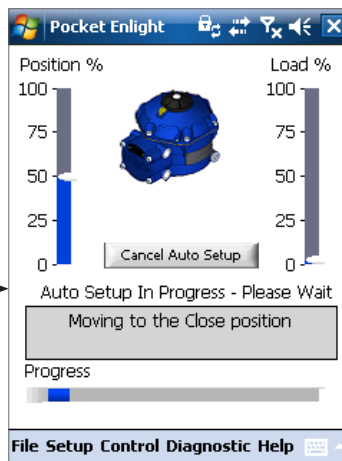 Pocket Enlight
Position %
Load %
100
100
75
75
50
50
25
25
0
0
Cancel Auto Setup
Auto Setup In Progress - Please Wait
Moving to the Close position
Progress
File Setup Control Diagnostic Help